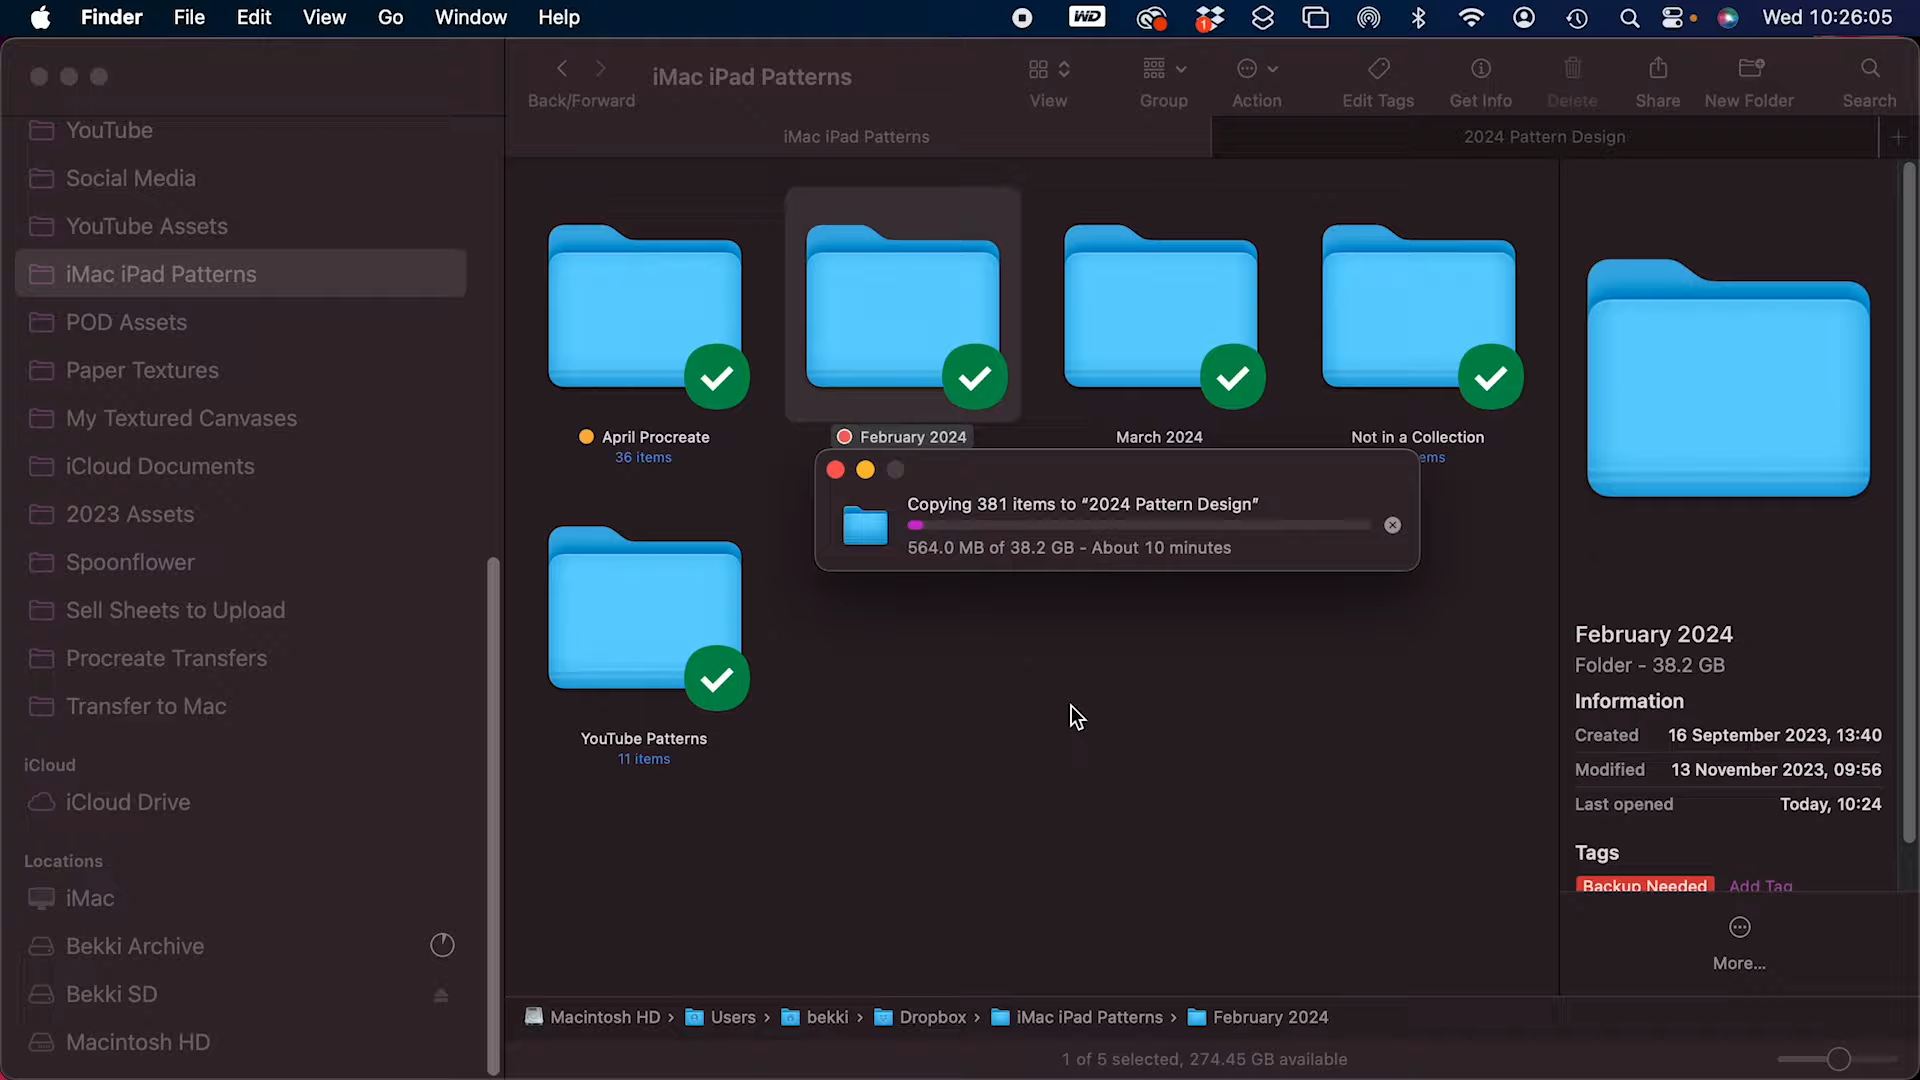 Finder File Edit View Go Window Help
WD
1
Wed 10:26:05
Back/Forward
iMac iPad Patterns
View
Group
Action
Edit Tags
Get Info
Delete
Share
New Folder
Search
iMac iPad Patterns
2024 Pattern Design
YouTube
Social Media
YouTube Assets
iMac iPad Patterns
POD Assets
Paper Textures
My Textured Canvases
iCloud Documents
2023 Assets
Spoonflower
Sell Sheets to Upload
Procreate Transfers
Transfer to Mac
iCloud
iCloud Drive
Locations
iMac
Bekki Archive
Bekki SD
Macintosh HD
April Procreate
36 items
February 2024
March 2024
Not in a Collection
ems
Copying 381 items to “2024 Pattern Design”
564.0 MB of 38.2 GB - About 10 minutes
YouTube Patterns
11 items
February 2024
Folder - 38.2 GB
Information
Created 16 September 2023, 13:40
Modified 13 November 2023, 09:56
Last opened Today, 10:24
Tags
Backup Needed Add Tag
More...
Macintosh HD › Users › bekki › Dropbox › iMac iPad Patterns › February 2024
1 of 5 selected, 274.45 GB available